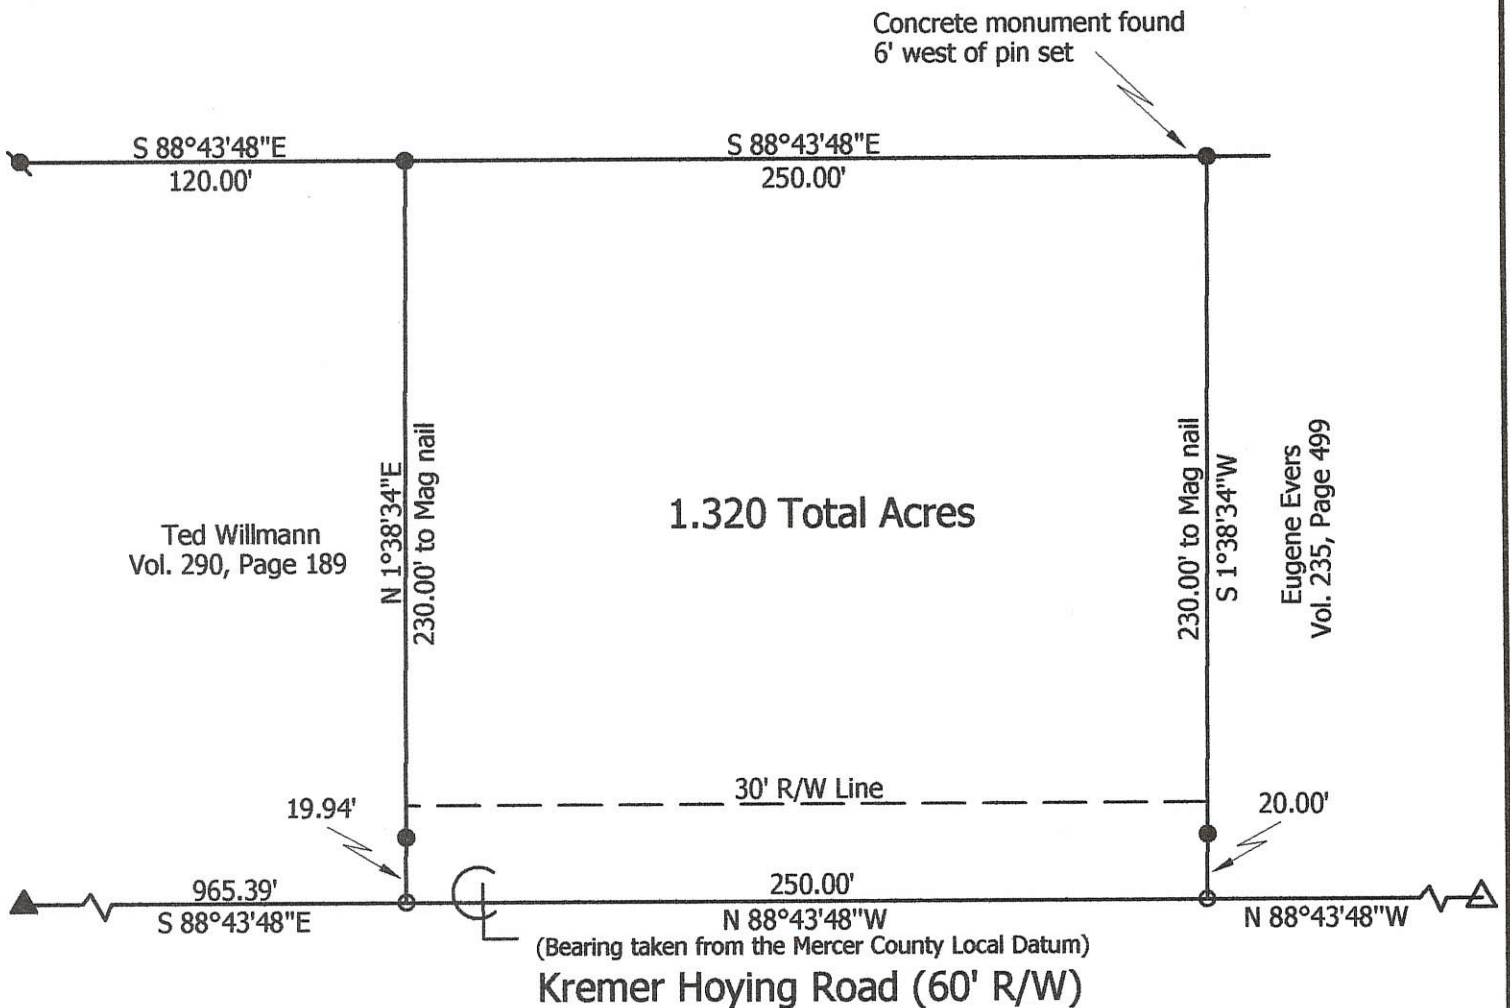 Concrete monument found
6' west of pin set
S 88°43'48"E
120.00'
S 88°43'48"E
250.00'
N 1°38'34"E
230.00' to Mag nail
230.00' to Mag nail
S 1°38'34"W
Ted Willmann
Vol. 290, Page 189
1.320 Total Acres
Eugene Evers
Vol. 235, Page 499
30' R/W Line
19.94'
20.00'
965.39'
S 88°43'48"E
250.00'
N 88°43'48"W
N 88°43'48"W
(Bearing taken from the Mercer County Local Datum)
Kremer Hoying Road (60' R/W)